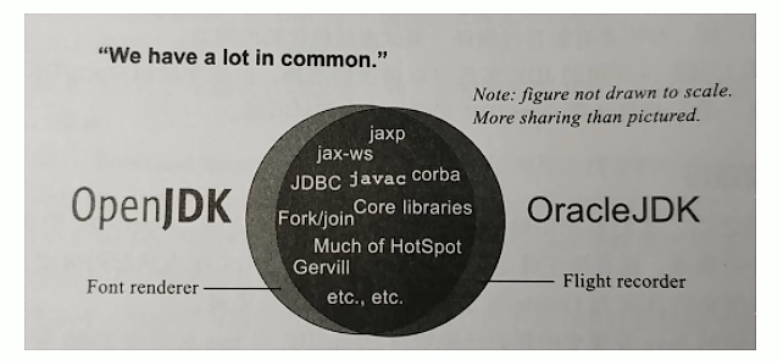 “We have a lot in common.”
Note: figure not drawn to scale.
More sharing than pictured.
jaxp
jax-ws
JDBC javac corba
OpenJDK
Fork/join Core libraries
OracleJDK
Much of HotSpot
Gervill
Font renderer
Flight recorder
etc., etc.